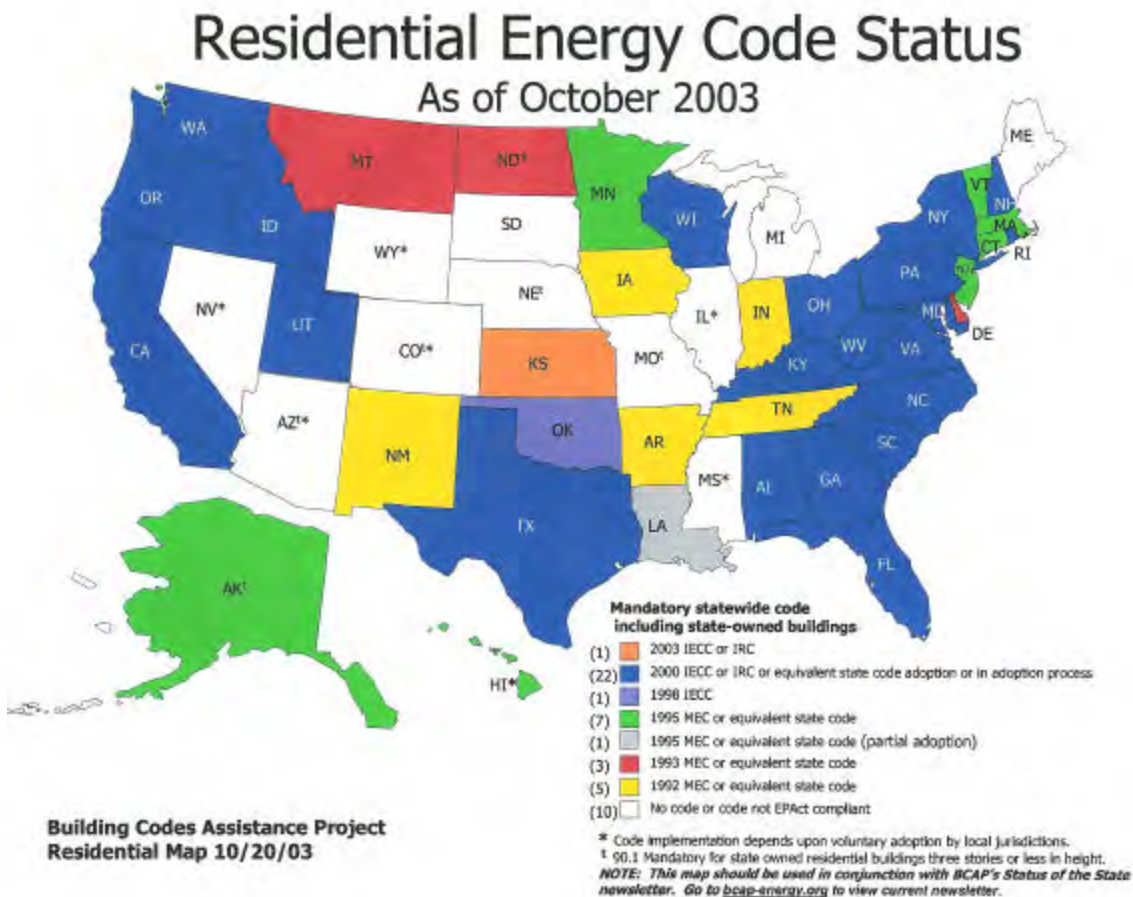 Residential Energy Code Status
As of October 2003
WA
MT
ND‡
MN
ME
VT
NH
OR
ID
SD
WI
MI
NY
MA
CT
RI
WY*
IA
PA
NV*
NEᵗ
IL*
IN
OH
MD
UT
COᵗ*
DE
CA
KS
MOᵗ
WV
VA
KY
NC
AZᵗ*
TN
NM
OK
AR
SC
MS*
AL
GA
TX
LA
FL
AKᵗ
HI*
Mandatory statewide code
including state-owned buildings
(1) 2003 IECC or IRC
(22) 2000 IECC or IRC or equivalent state code adoption or in adoption process
(1) 1998 IECC
(7) 1995 MEC or equivalent state code
(1) 1995 MEC or equivalent state code (partial adoption)
(3) 1993 MEC or equivalent state code
(5) 1992 MEC or equivalent state code
(10) No code or code not EPAct compliant
Building Codes Assistance Project
Residential Map 10/20/03
* Code implementation depends upon voluntary adoption by local jurisdictions.
ᵗ 90.1 Mandatory for state owned residential buildings three stories or less in height.
NOTE: This map should be used in conjunction with BCAP's Status of the State
newsletter. Go to bcap-energy.org to view current newsletter.